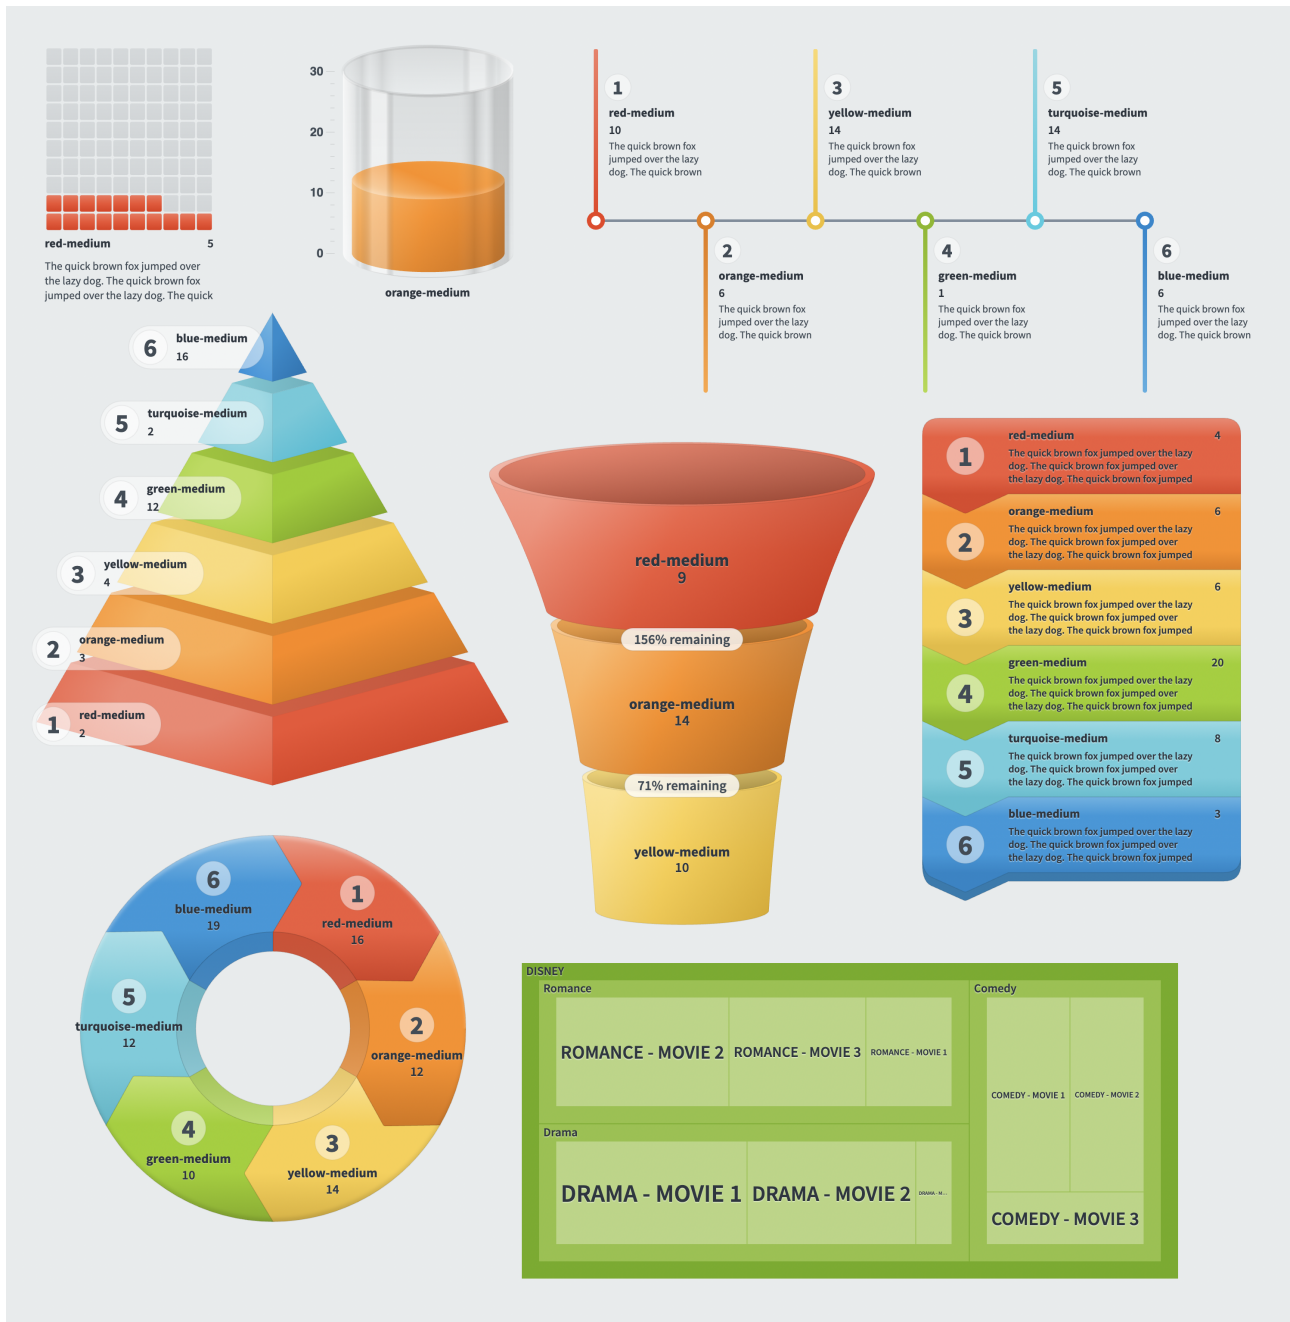 red-medium 5
The quick brown fox jumped over
the lazy dog. The quick brown fox
jumped over the lazy dog. The quick
30
20
10
0
orange-medium
1
red-medium
10
The quick brown fox
jumped over the lazy
dog. The quick brown
3
yellow-medium
14
The quick brown fox
jumped over the lazy
dog. The quick brown
5
turquoise-medium
14
The quick brown fox
jumped over the lazy
dog. The quick brown
2
orange-medium
6
The quick brown fox
jumped over the lazy
dog. The quick brown
4
green-medium
1
The quick brown fox
jumped over the lazy
dog. The quick brown
6
blue-medium
6
The quick brown fox
jumped over the lazy
dog. The quick brown
6
blue-medium
16
5
turquoise-medium
2
4
green-medium
12
3
yellow-medium
4
2
orange-medium
3
1
red-medium
2
red-medium
9
156% remaining
orange-medium
14
71% remaining
yellow-medium
10
1
red-medium 4
The quick brown fox jumped over the lazy
dog. The quick brown fox jumped over
the lazy dog. The quick brown fox jumped
2
orange-medium 6
The quick brown fox jumped over the lazy
dog. The quick brown fox jumped over
the lazy dog. The quick brown fox jumped
3
yellow-medium 6
The quick brown fox jumped over the lazy
dog. The quick brown fox jumped over
the lazy dog. The quick brown fox jumped
4
green-medium 20
The quick brown fox jumped over the lazy
dog. The quick brown fox jumped over
the lazy dog. The quick brown fox jumped
5
turquoise-medium 8
The quick brown fox jumped over the lazy
dog. The quick brown fox jumped over
the lazy dog. The quick brown fox jumped
6
blue-medium 3
The quick brown fox jumped over the lazy
dog. The quick brown fox jumped over
the lazy dog. The quick brown fox jumped
6
blue-medium
19
1
red-medium
16
5
turquoise-medium
12
2
orange-medium
12
4
green-medium
10
3
yellow-medium
14
DISNEY
Romance
ROMANCE - MOVIE 2
ROMANCE - MOVIE 3
ROMANCE - MOVIE 1
Comedy
COMEDY - MOVIE 1
COMEDY - MOVIE 2
COMEDY - MOVIE 3
Drama
DRAMA - MOVIE 1
DRAMA - MOVIE 2
DRAMA - M...